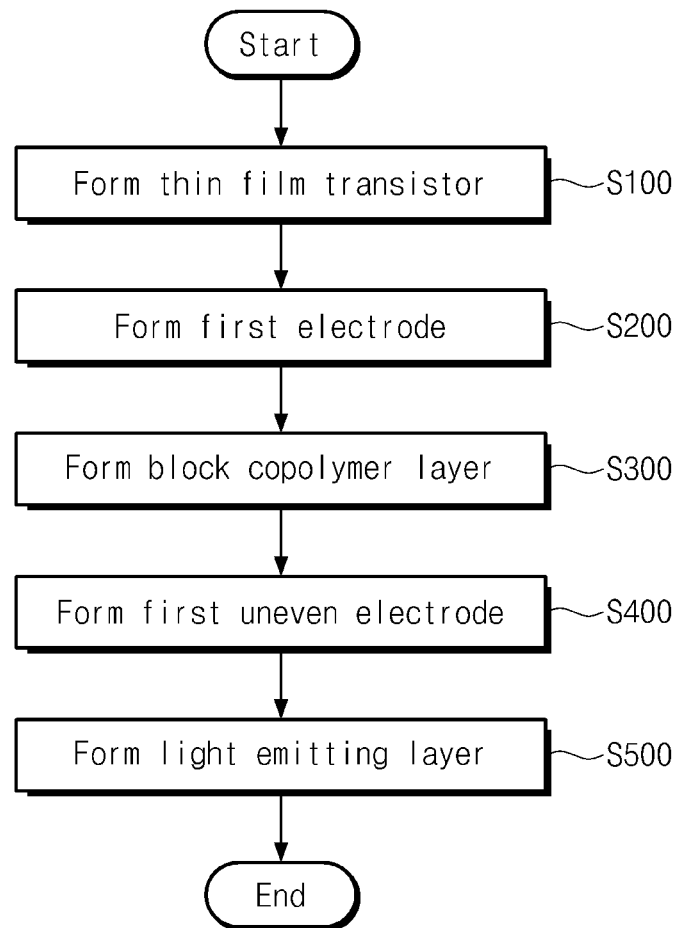 Start
Form thin film transistor
S100
Form first electrode
S200
Form block copolymer layer
S300
Form first uneven electrode
S400
Form light emitting layer
S500
End